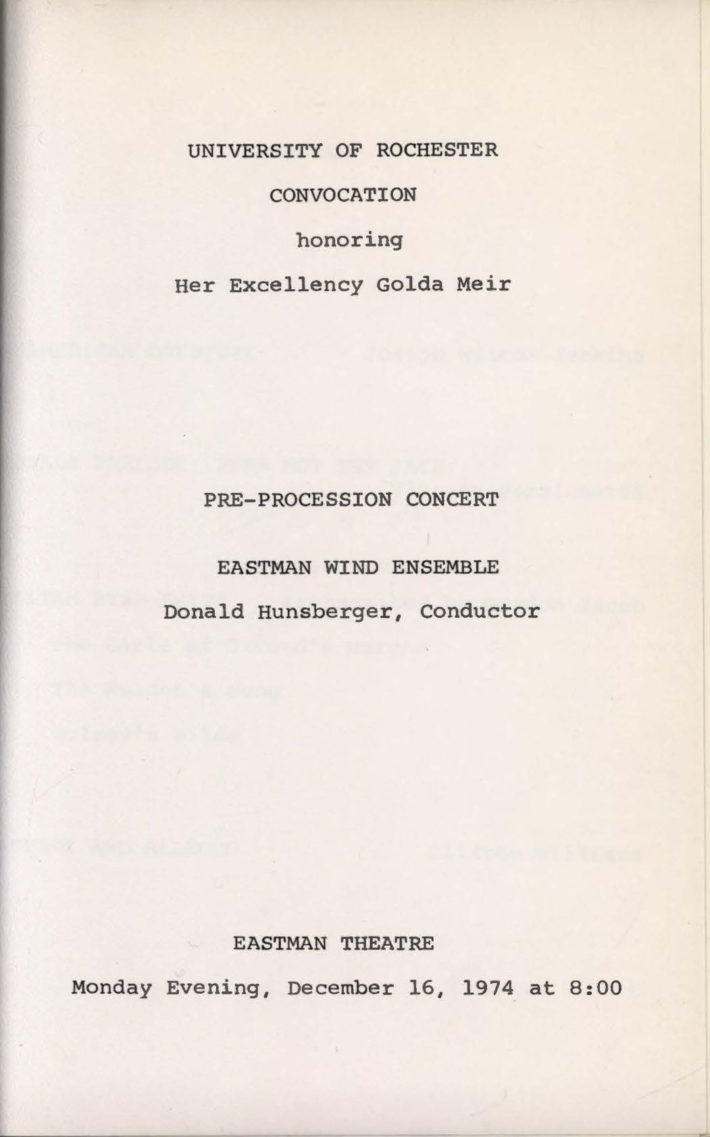 UNIVERSITY OF ROCHESTER
CONVOCATION
honoring
Her Excellency Golda Meir
PRE-PROCESSION CONCERT
EASTMAN WIND ENSEMBLE
Donald Hunsberger, Conductor
EASTMAN THEATRE
Monday Evening, December 16, 1974 at 8:00